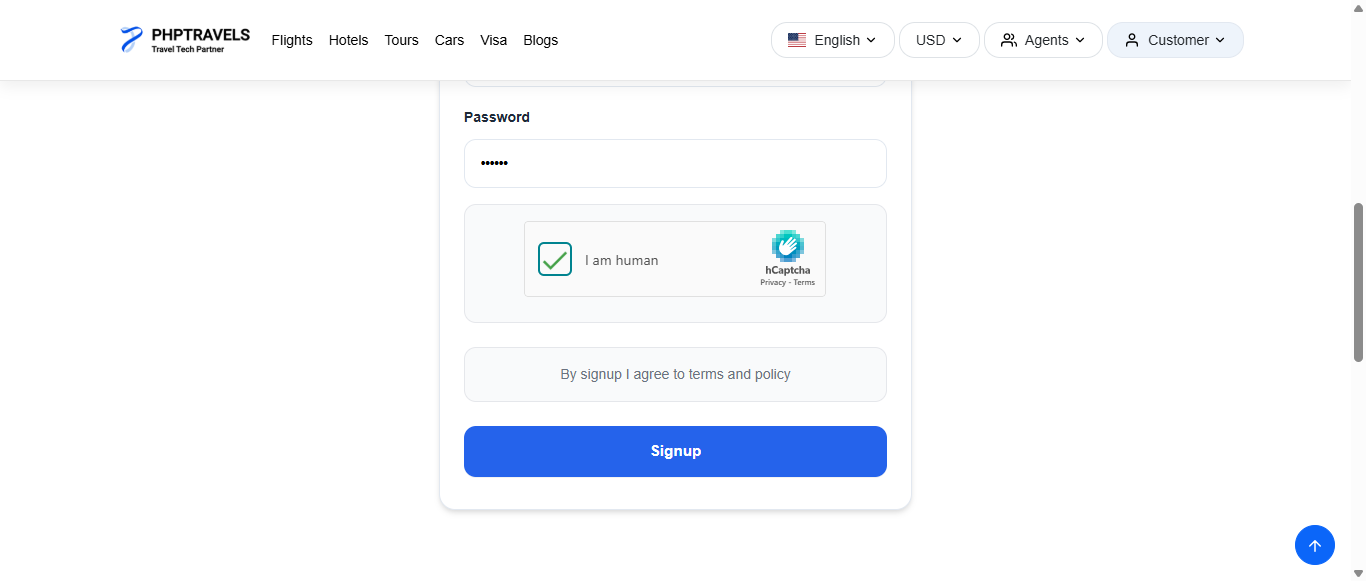 PHPTRAVELS
Travel Tech Partner
Flights Hotels Tours Cars Visa Blogs
English USD Agents Customer
Password
••••••
I am human
hCaptcha
Privacy - Terms
By signup I agree to terms and policy
Signup